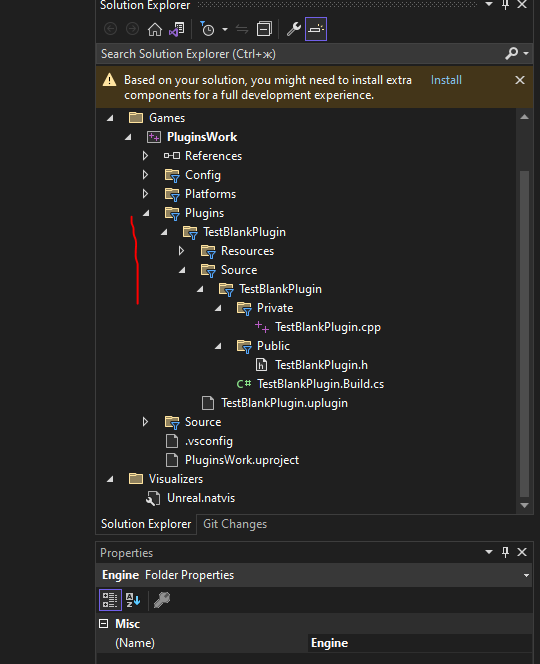 Solution Explorer
Search Solution Explorer (Ctrl+ж)
Based on your solution, you might need to install extra Install
components for a full development experience.
Games
PluginsWork
References
Config
Platforms
Plugins
TestBlankPlugin
Resources
Source
TestBlankPlugin
Private
TestBlankPlugin.cpp
Public
TestBlankPlugin.h
C# TestBlankPlugin.Build.cs
TestBlankPlugin.uplugin
Source
.vsconfig
PluginsWork.uproject
Visualizers
Unreal.natvis
Solution Explorer Git Changes
Properties
Engine Folder Properties
Misc
(Name) Engine